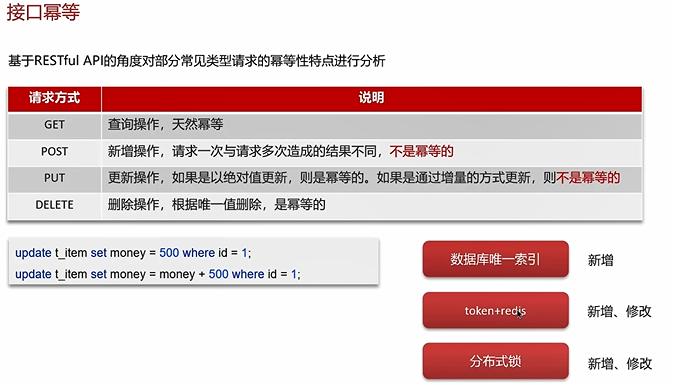 接口幂等
基于RESTful API的角度对部分常见类型请求的幂等性特点进行分析
请求方式 说明
GET 查询操作，天然幂等
POST 新增操作，请求一次与请求多次造成的结果不同，不是幂等的
PUT 更新操作，如果是以绝对值更新，则是幂等的。如果是通过增量的方式更新，则不是幂等的
DELETE 删除操作，根据唯一值删除，是幂等的
update t_item set money = 500 where id = 1;
update t_item set money = money + 500 where id = 1;
数据库唯一索引 新增
token+redis 新增、修改
分布式锁 新增、修改